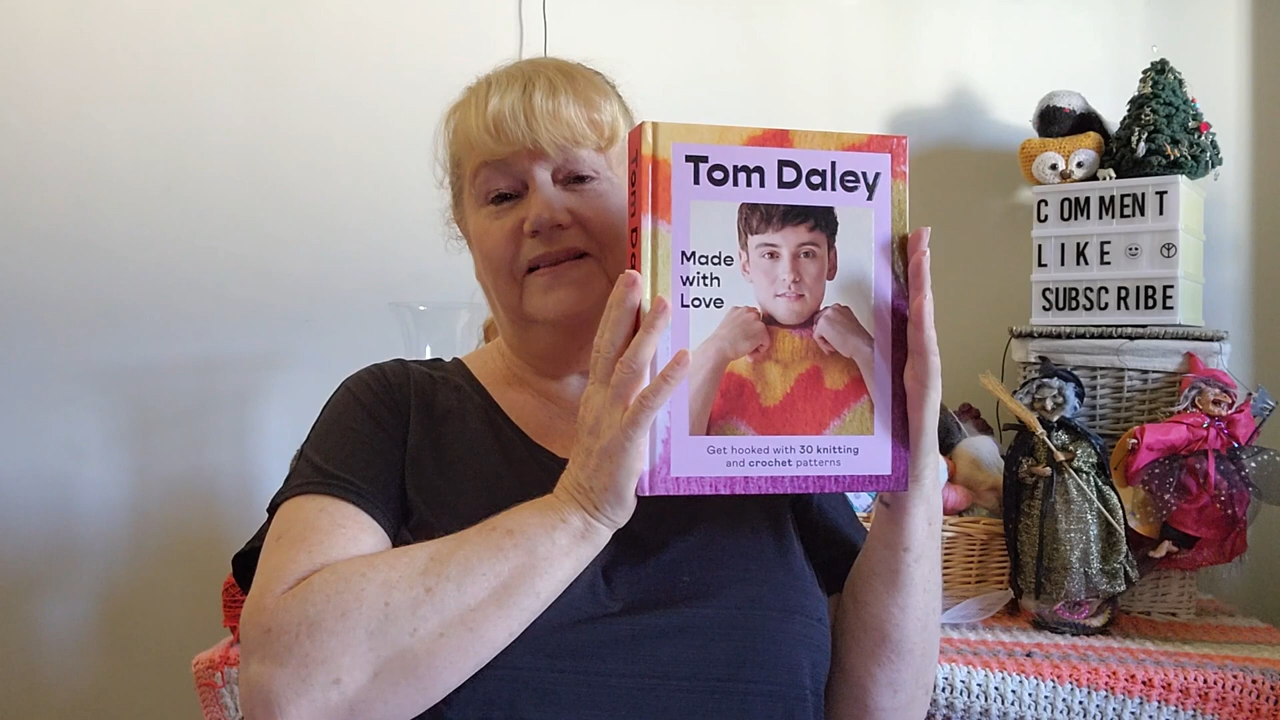 Tom Daley
Made
with
Love
Get hooked with 30 knitting
and crochet patterns
Tom Da
COMMENT
LIKE
SUBSCRIBE